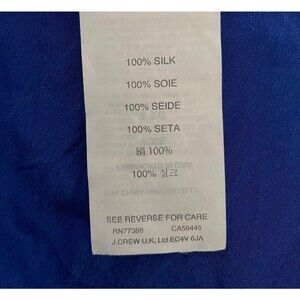 100% SILK
100% SOIE
100% SEIDE
100% SETA
絹 100%
100% 실크
SEE REVERSE FOR CARE
RN77388 CA56445
J.CREW U.K. Ltd EC4V 6JA